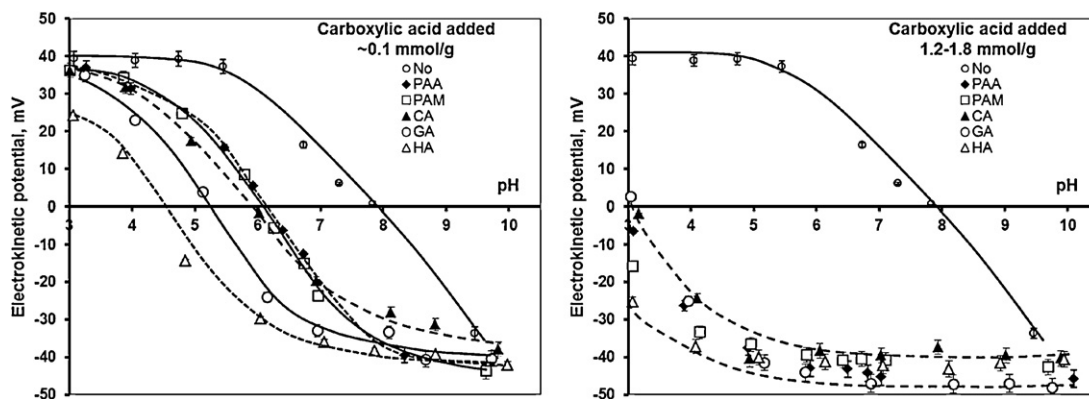 Carboxylic acid added
~0.1 mmol/g
No
PAA
PAM
CA
GA
HA
Electrokinetic potential, mV
50
40
30
20
10
0
-10
-20
-30
-40
-50
3 4 5 6 7 8 9 10
pH
Carboxylic acid added
1.2-1.8 mmol/g
No
PAA
PAM
CA
GA
HA
Electrokinetic potential, mV
50
40
30
20
10
0
-10
-20
-30
-40
-50
3 4 5 6 7 8 9 10
pH